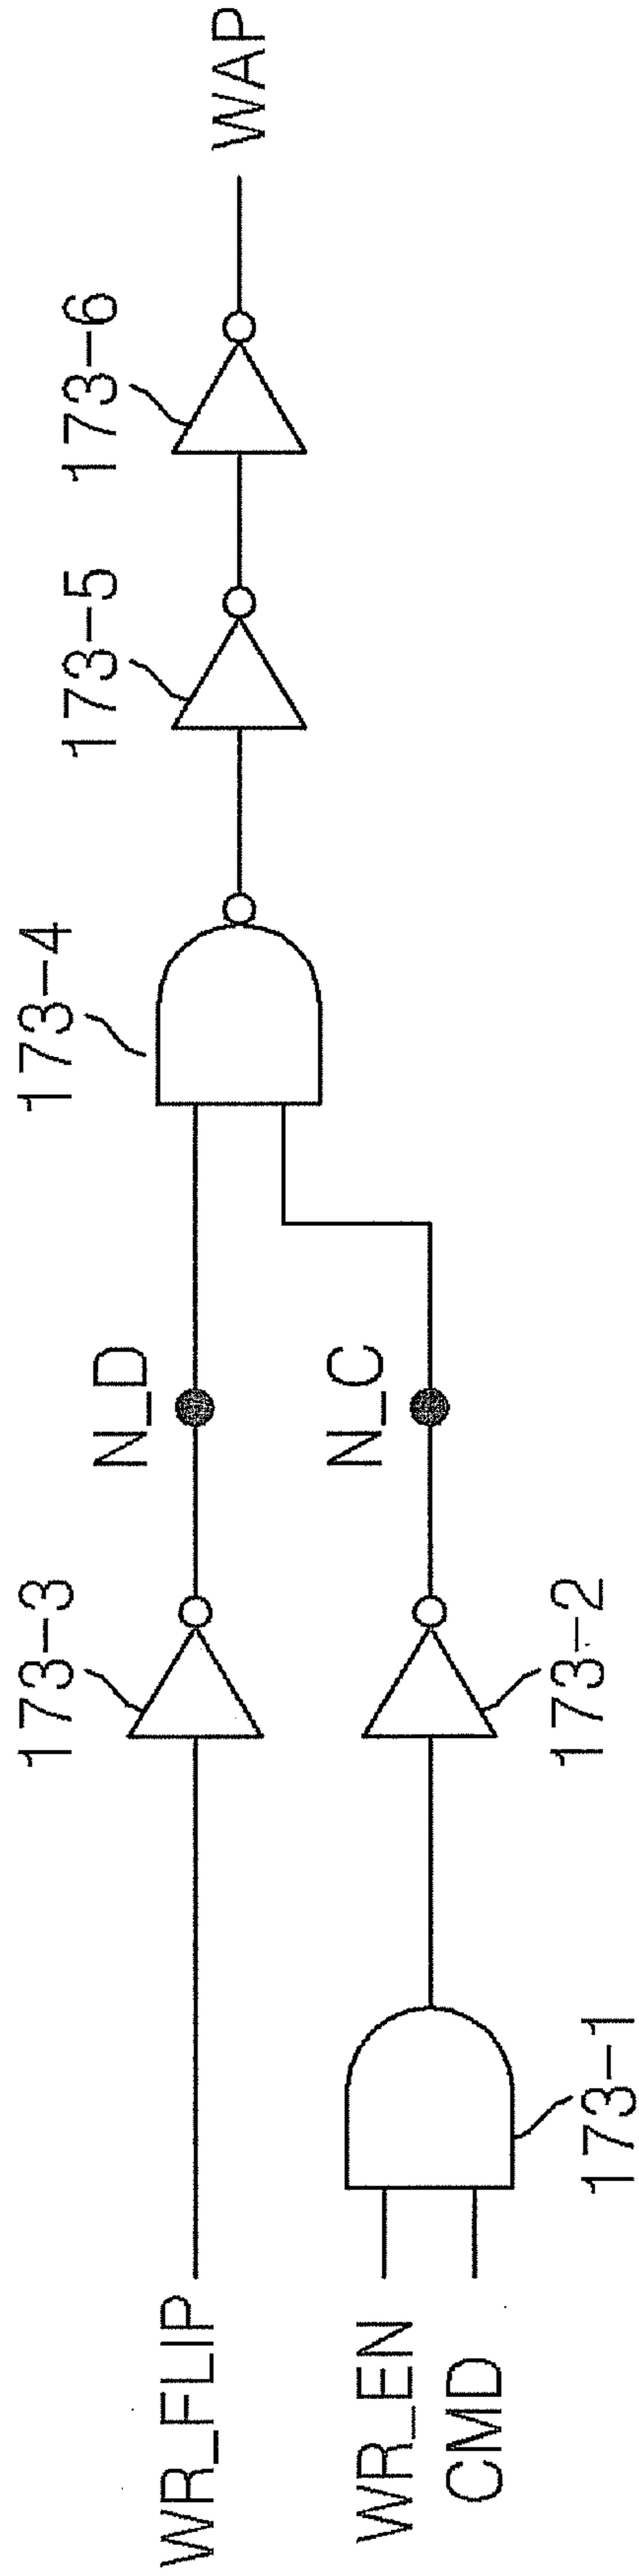 173-3
173-4
173-5
173-6
WR_FLIP
N_D
WAP
WR_EN
CMD
N_C
173-1
173-2